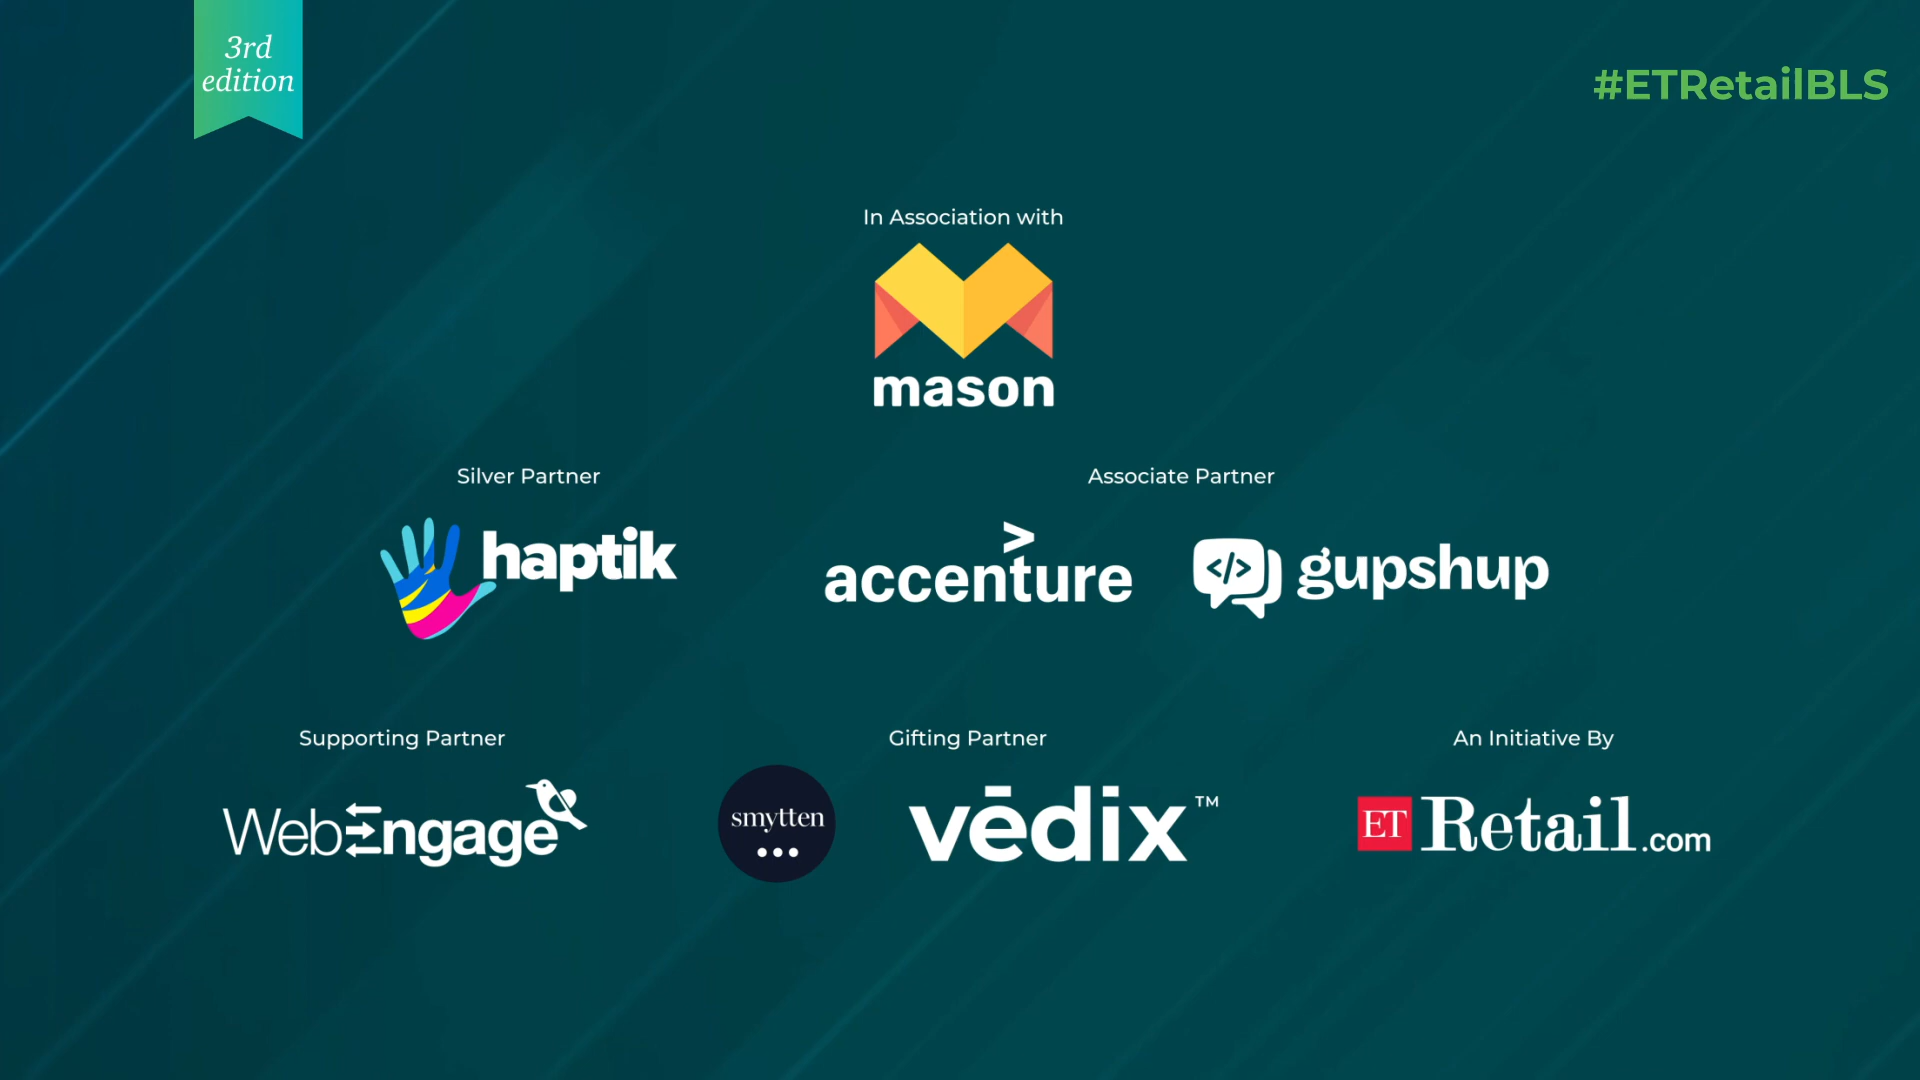 3rd
edition
#ETRetailBLS
In Association with
mason
Silver Partner
Associate Partner
haptik
accenture
</> gupshup
Supporting Partner
Gifting Partner
An Initiative By
WebEngage
smytten
vēdix™
ET Retail.com